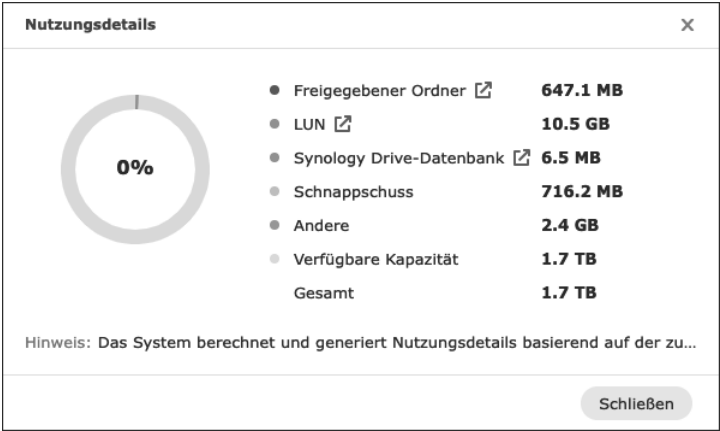 Nutzungsdetails
Freigegebener Ordner 647.1 MB
LUN 10.5 GB
0% Synology Drive-Datenbank 6.5 MB
Schnappschuss 716.2 MB
Andere 2.4 GB
Verfügbare Kapazität 1.7 TB
Gesamt 1.7 TB
Hinweis: Das System berechnet und generiert Nutzungsdetails basierend auf der zu...
Schließen